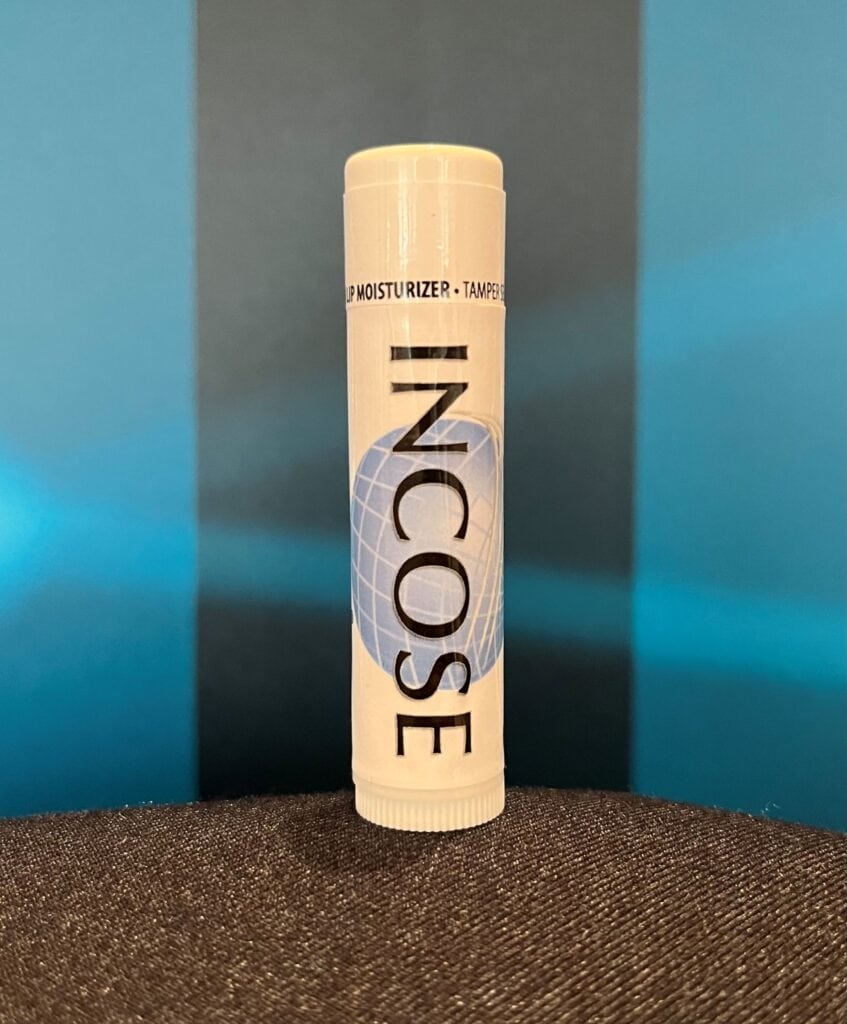 LIP MOISTURIZER • TAMPER
INCOSE